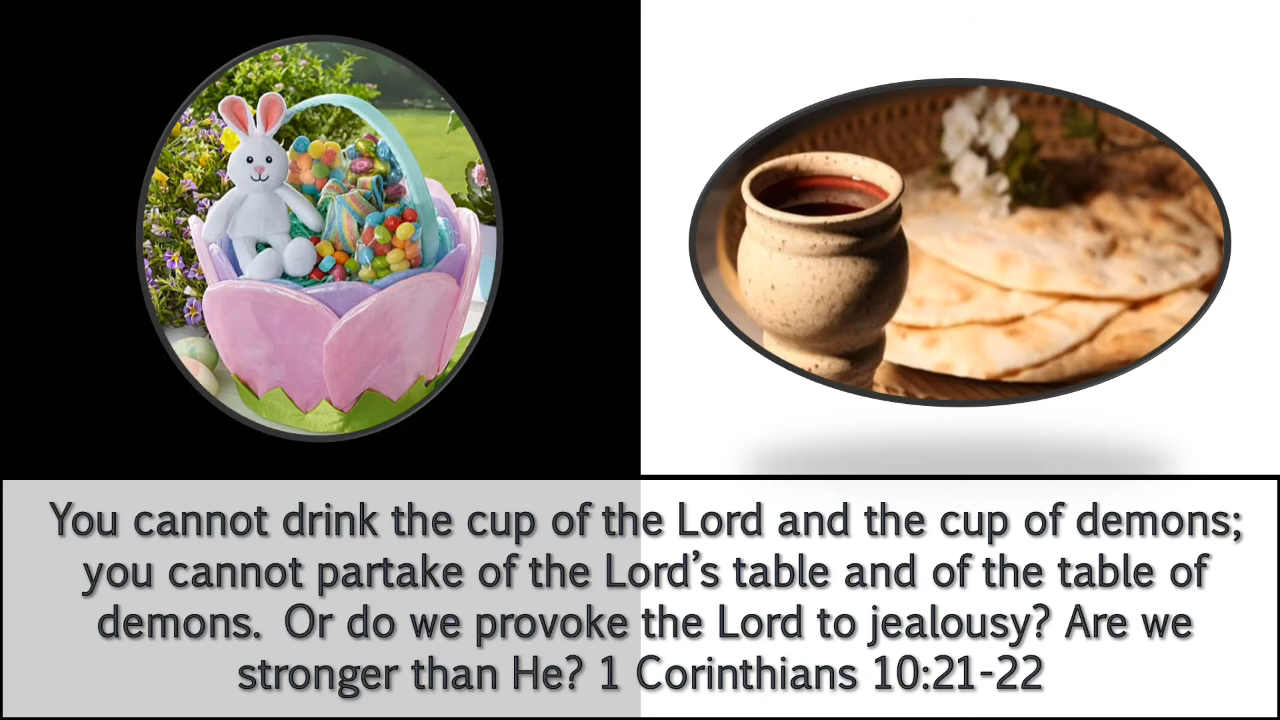 You cannot drink the cup of the Lord and the cup of demons;
you cannot partake of the Lord’s table and of the table of
demons.  Or do we provoke the Lord to jealousy? Are we
stronger than He? 1 Corinthians 10:21-22